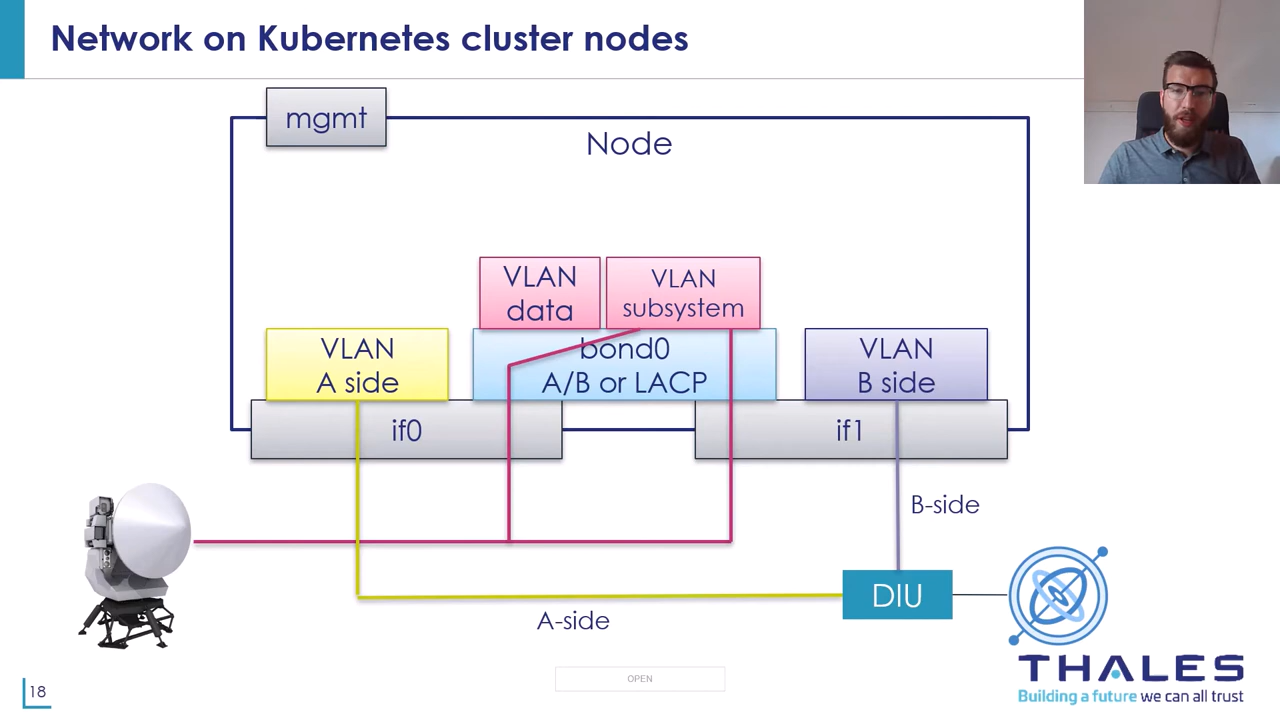 Network on Kubernetes cluster nodes
mgmt
Node
VLAN
data
VLAN
subsystem
VLAN
A side
bond0
A/B or LACP
VLAN
B side
if0
if1
B-side
DIU
A-side
THALES
Building a future we can all trust
OPEN
18